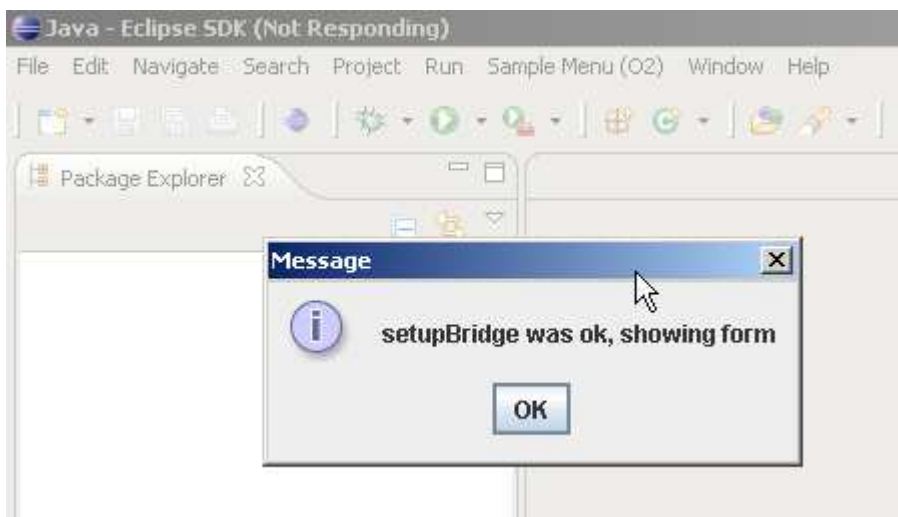 Java - Eclipse SDK (Not Responding)
File Edit Navigate Search Project Run Sample Menu (O2) Window Help
Package Explorer
Message
setupBridge was ok, showing form
OK